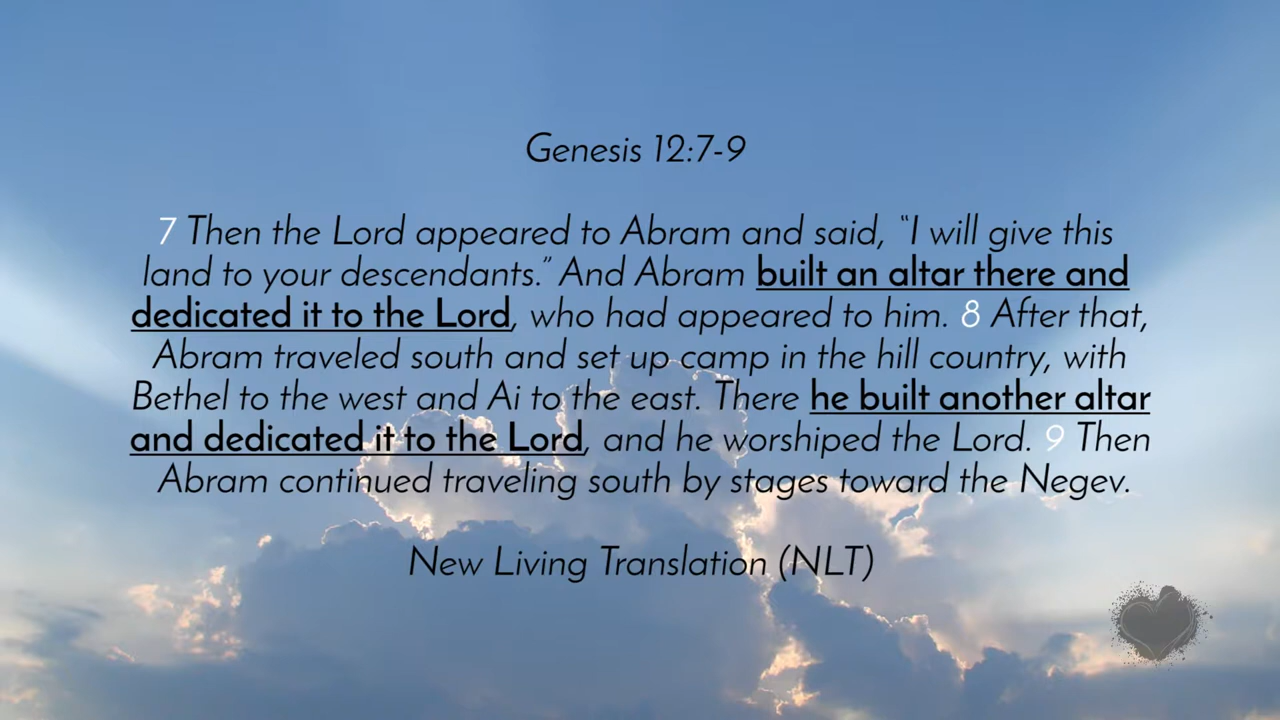 Genesis 12:7-9
7 Then the Lord appeared to Abram and said, “I will give this
land to your descendants.” And Abram built an altar there and
dedicated it to the Lord, who had appeared to him. 8 After that,
Abram traveled south and set up camp in the hill country, with
Bethel to the west and Ai to the east. There he built another altar
and dedicated it to the Lord, and he worshiped the Lord. 9 Then
Abram continued traveling south by stages toward the Negev.
New Living Translation (NLT)